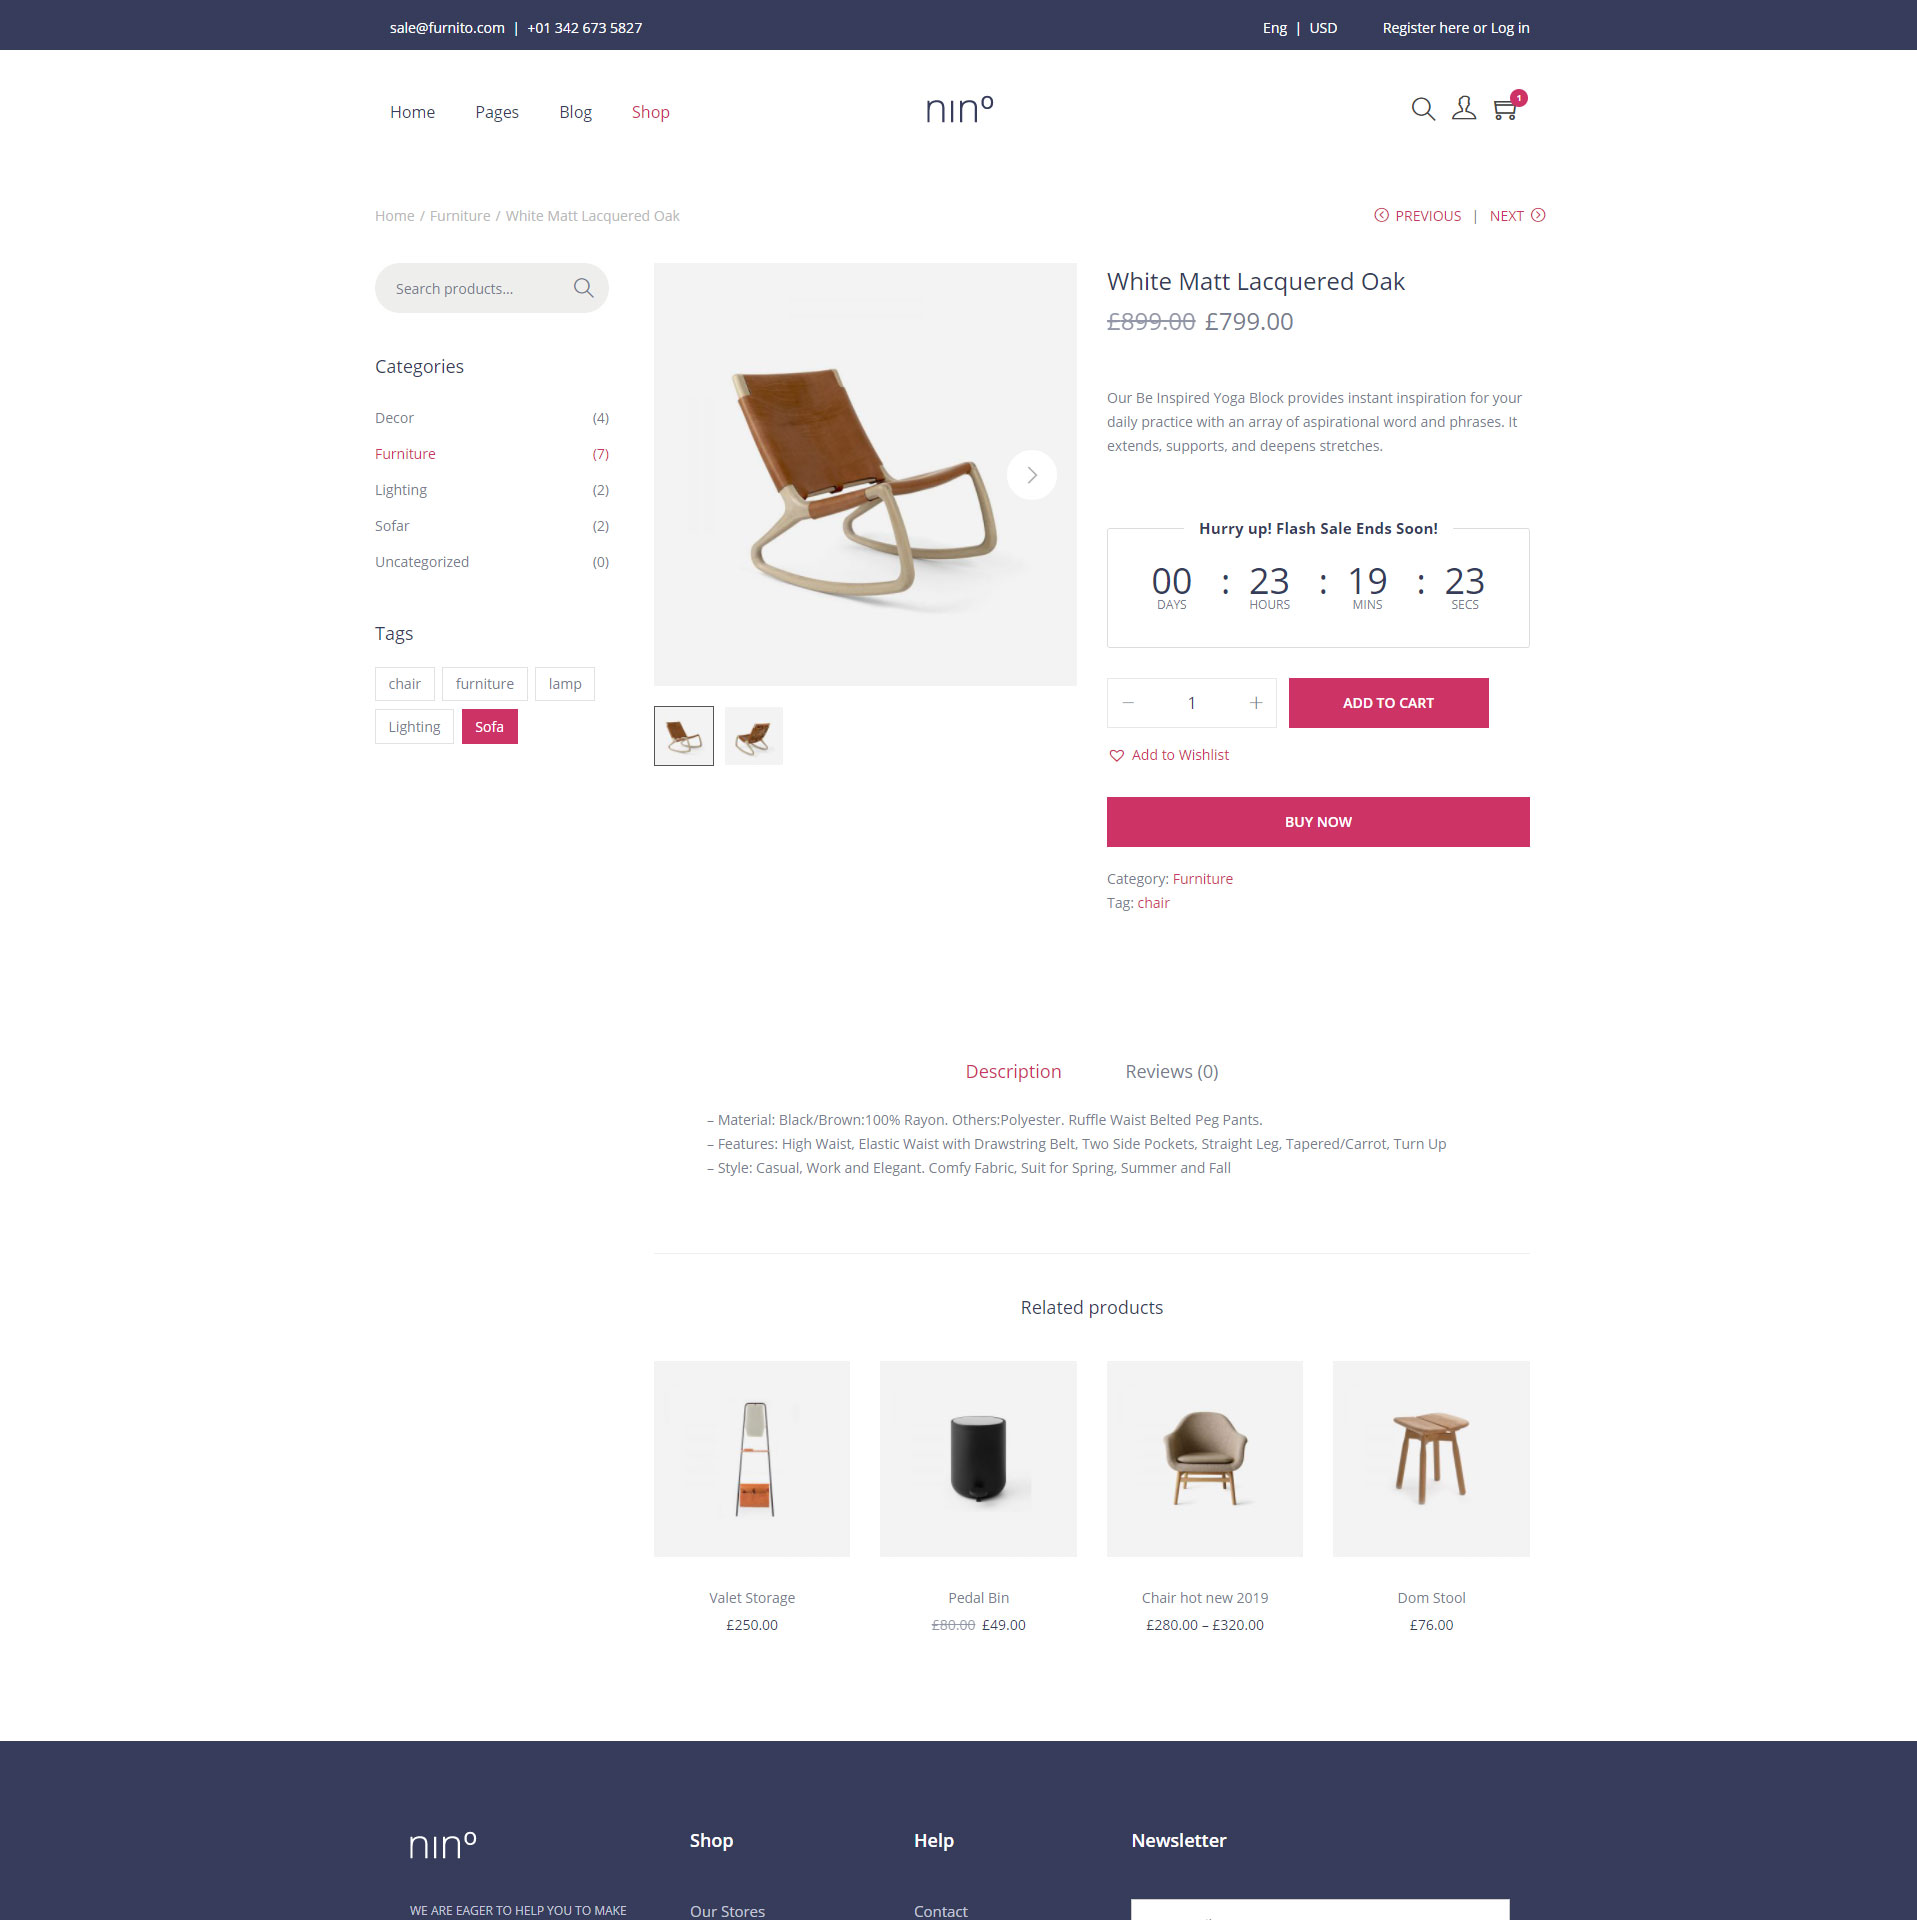 sale@furnito.com | +01 342 673 5827
Eng | USD
Register here or Log in
Home
Pages
Blog
Shop
nino
1
Home / Furniture / White Matt Lacquered Oak
PREVIOUS | NEXT
Search products...
Categories
Decor (4)
Furniture (7)
Lighting (2)
Sofar (2)
Uncategorized (0)
Tags
chair
furniture
lamp
Lighting
Sofa
White Matt Lacquered Oak
£899.00 £799.00
Our Be Inspired Yoga Block provides instant inspiration for your
daily practice with an array of aspirational word and phrases. It
extends, supports, and deepens stretches.
Hurry up! Flash Sale Ends Soon!
00 : 23 : 19 : 23
DAYS HOURS MINS SECS
− 1 +
ADD TO CART
Add to Wishlist
BUY NOW
Category: Furniture
Tag: chair
Description
Reviews (0)
– Material: Black/Brown:100% Rayon. Others:Polyester. Ruffle Waist Belted Peg Pants.
– Features: High Waist, Elastic Waist with Drawstring Belt, Two Side Pockets, Straight Leg, Tapered/Carrot, Turn Up
– Style: Casual, Work and Elegant. Comfy Fabric, Suit for Spring, Summer and Fall
Related products
Valet Storage
£250.00
Pedal Bin
£80.00 £49.00
Chair hot new 2019
£280.00 – £320.00
Dom Stool
£76.00
nino
WE ARE EAGER TO HELP YOU TO MAKE
Shop
Our Stores
Help
Contact
Newsletter